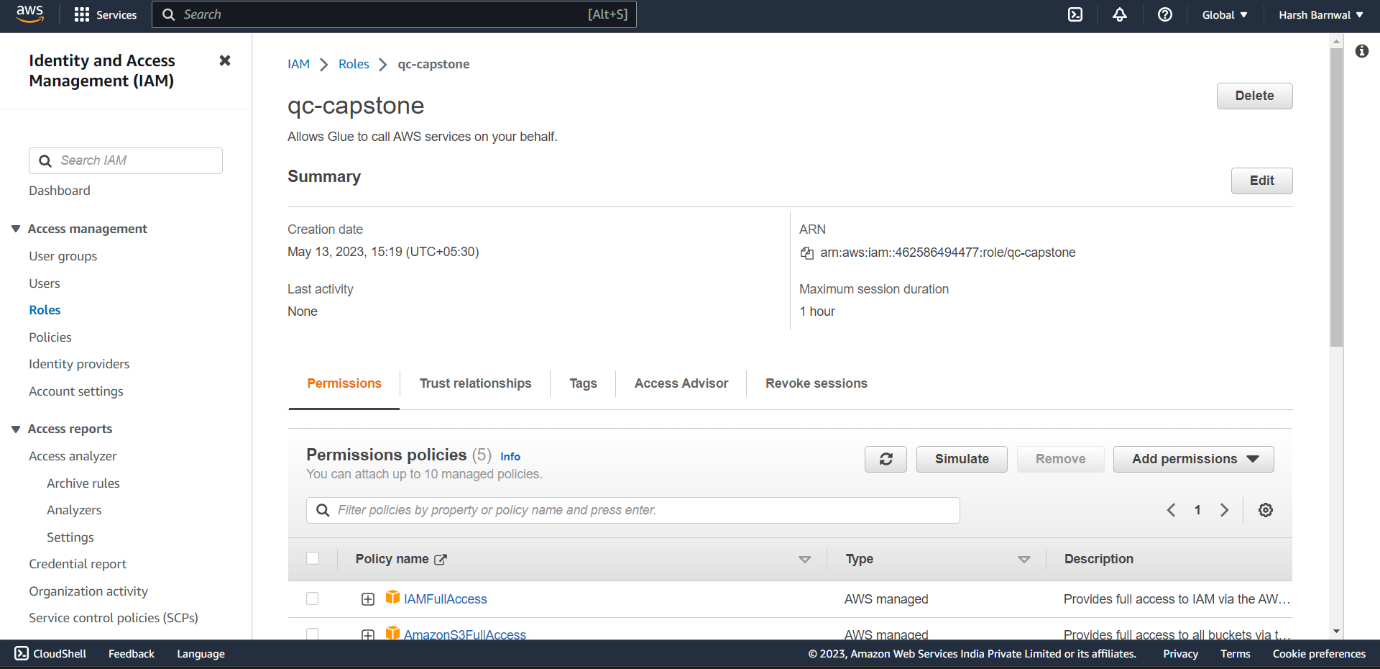 aws
Services
Search
[Alt+S]
Global
Harsh Barnwal
Identity and Access
Management (IAM)
Search IAM
Dashboard
Access management
User groups
Users
Roles
Policies
Identity providers
Account settings
Access reports
Access analyzer
Archive rules
Analyzers
Settings
Credential report
Organization activity
Service control policies (SCPs)
IAM > Roles > qc-capstone
qc-capstone
Delete
Allows Glue to call AWS services on your behalf.
Summary
Edit
Creation date
May 13, 2023, 15:19 (UTC+05:30)
ARN
arn:aws:iam::462586494477:role/qc-capstone
Last activity
None
Maximum session duration
1 hour
Permissions
Trust relationships
Tags
Access Advisor
Revoke sessions
Permissions policies (5) Info
You can attach up to 10 managed policies.
Simulate
Remove
Add permissions
Filter policies by property or policy name and press enter.
1
Policy name
Type
Description
IAMFullAccess
AWS managed
Provides full access to IAM via the AW...
AmazonS3FullAccess
AWS managed
Provides full access to all buckets via t...
CloudShell
Feedback
Language
© 2023, Amazon Web Services India Private Limited or its affiliates.
Privacy
Terms
Cookie preferences